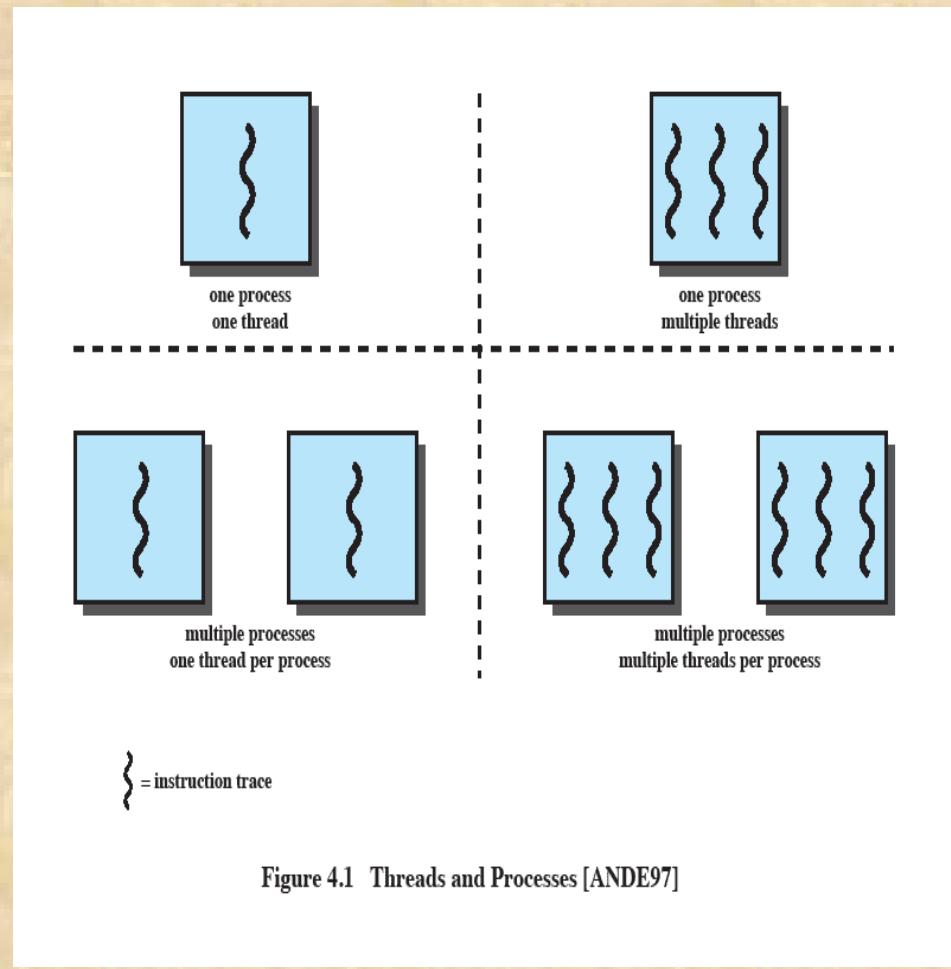 one process
one thread
one process
multiple threads
multiple processes
one thread per process
multiple processes
multiple threads per process
= instruction trace
Figure 4.1 Threads and Processes [ANDE97]